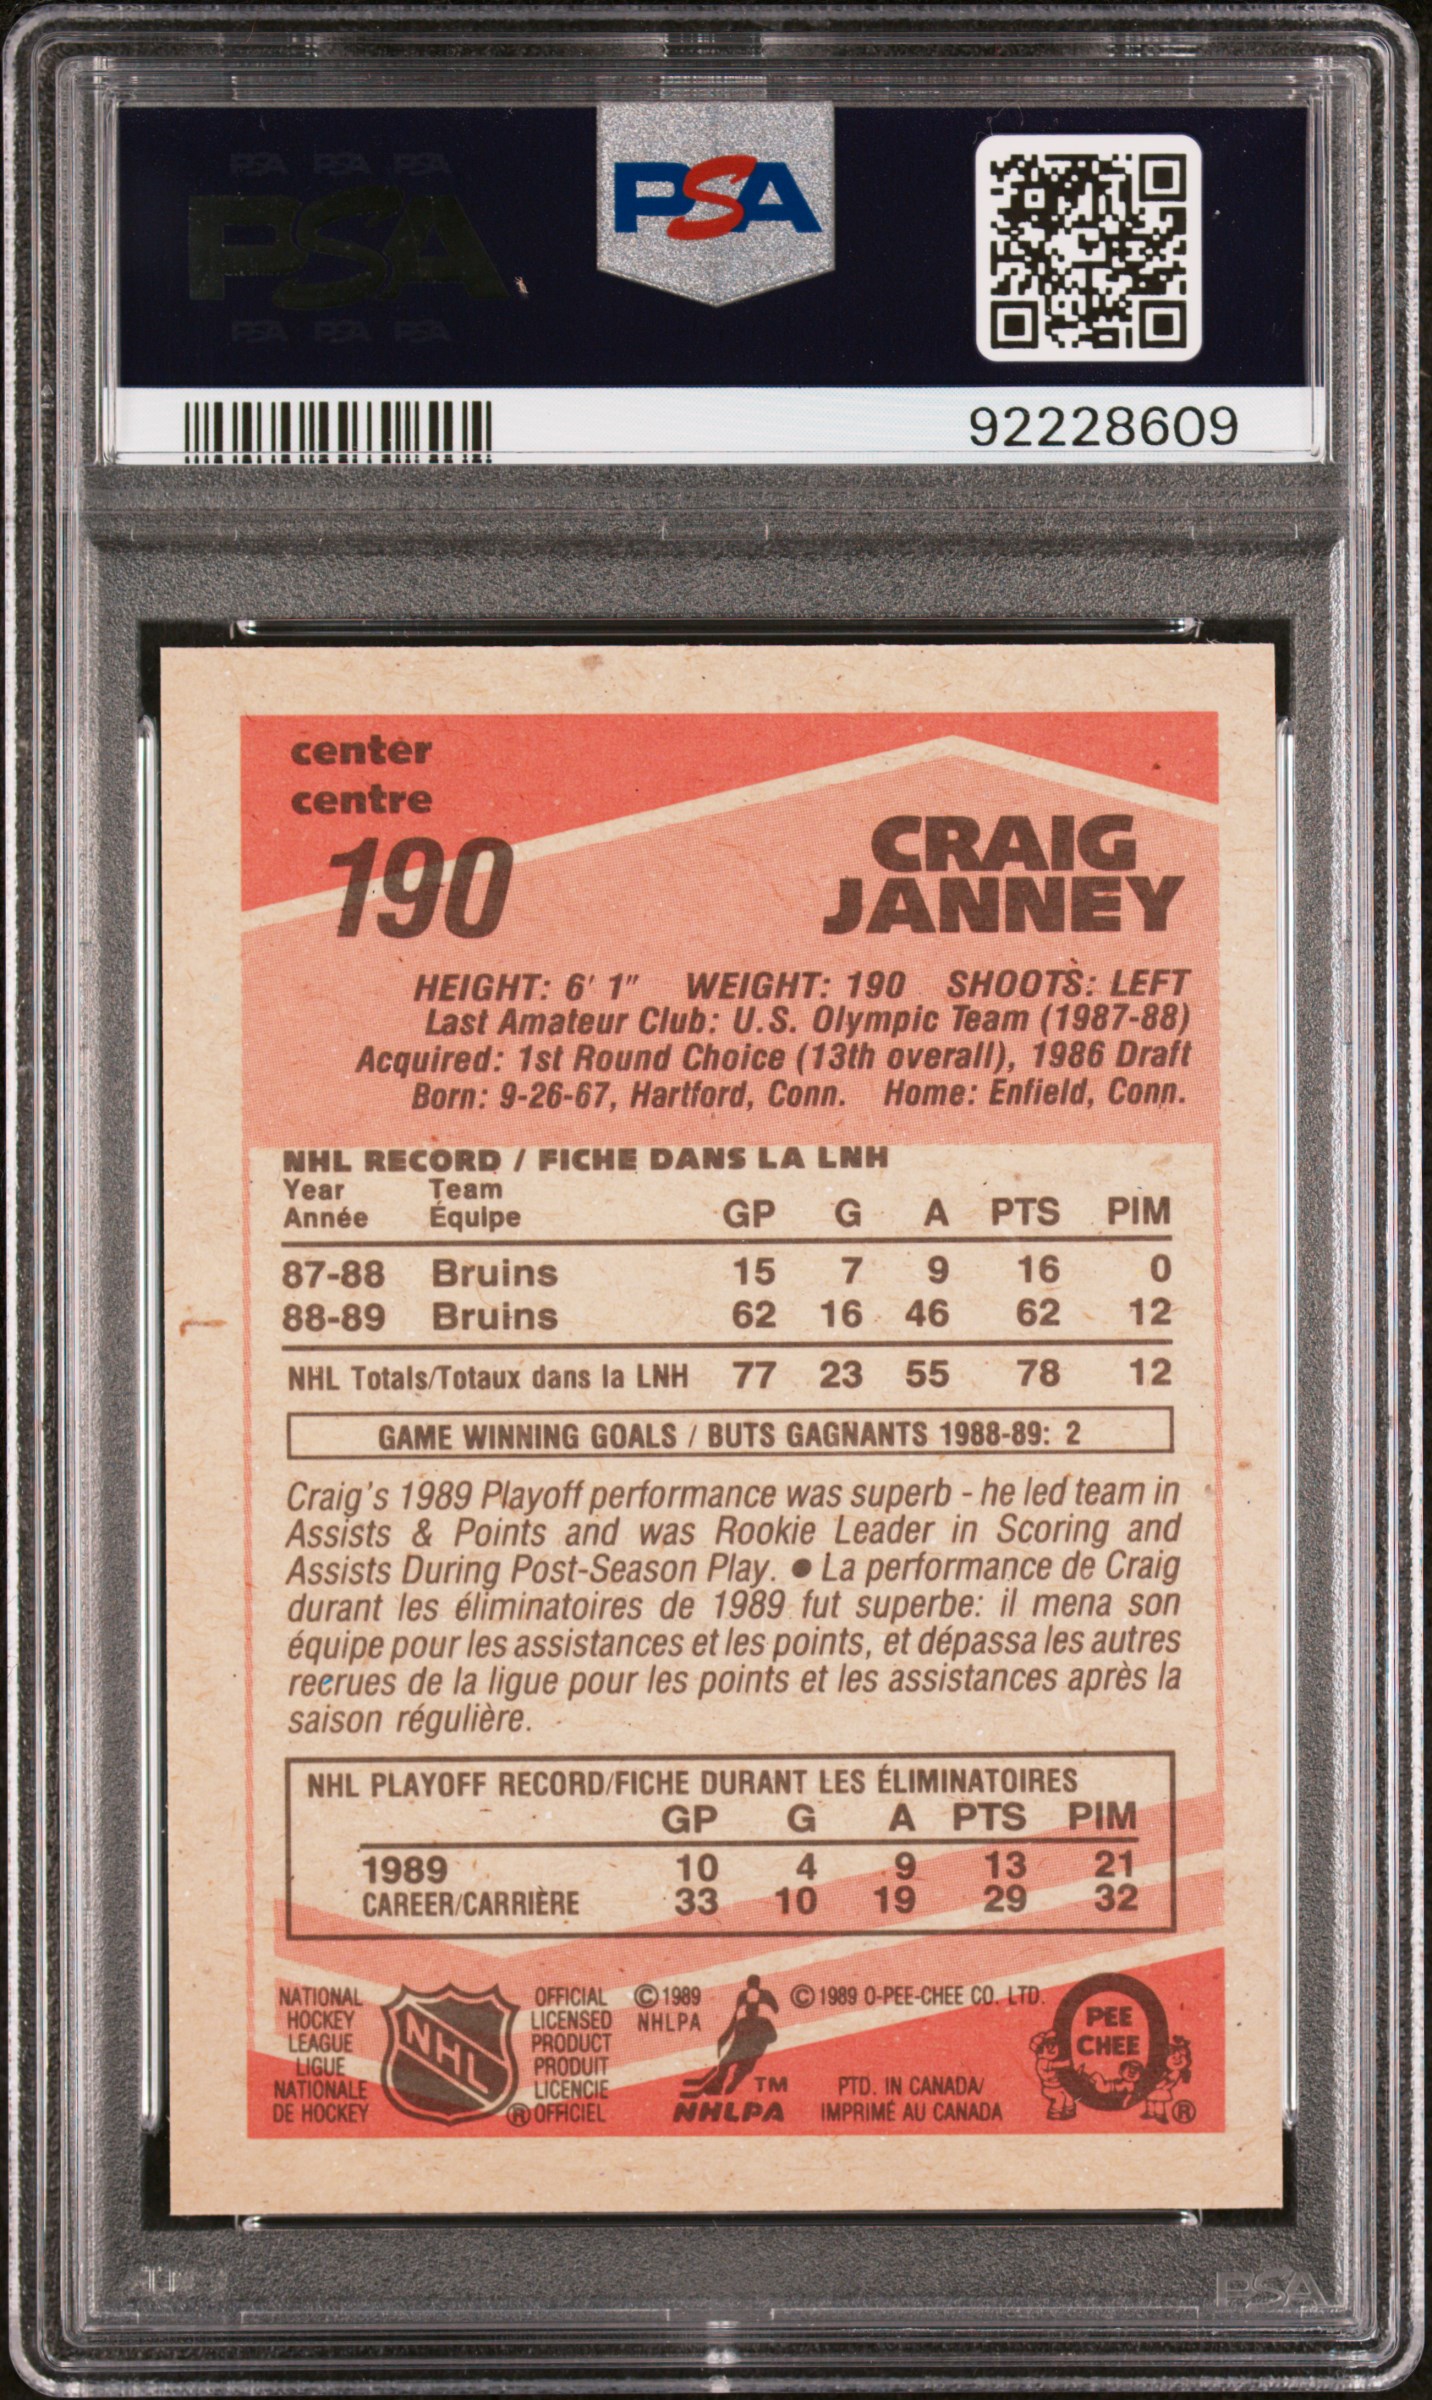 PSA PSA PSA
PSA
PSA PSA PSA
PSA
92228609
center
centre
190
CRAIG
JANNEY
HEIGHT: 6' 1" WEIGHT: 190 SHOOTS: LEFT
Last Amateur Club: U.S. Olympic Team (1987-88)
Acquired: 1st Round Choice (13th overall), 1986 Draft
Born: 9-26-67, Hartford, Conn. Home: Enfield, Conn.
NHL RECORD / FICHE DANS LA LNH
Year Team
Année Équipe GP G A PTS PIM
87-88 Bruins 15 7 9 16 0
88-89 Bruins 62 16 46 62 12
NHL Totals/Totaux dans la LNH 77 23 55 78 12
GAME WINNING GOALS / BUTS GAGNANTS 1988-89: 2
Craig's 1989 Playoff performance was superb - he led team in
Assists & Points and was Rookie Leader in Scoring and
Assists During Post-Season Play. ● La performance de Craig
durant les éliminatoires de 1989 fut superbe: il mena son
équipe pour les assistances et les points, et dépassa les autres
recrues de la ligue pour les points et les assistances après la
saison régulière.
NHL PLAYOFF RECORD/FICHE DURANT LES ÉLIMINATOIRES
GP G A PTS PIM
1989 10 4 9 13 21
CAREER/CARRIÈRE 33 10 19 29 32
NATIONAL
HOCKEY
LEAGUE
LIGUE
NATIONALE
DE HOCKEY
NHL
OFFICIAL
LICENSED
PRODUCT
PRODUIT
LICENCIE
® OFFICIEL
© 1989
NHLPA
TM
NHLPA
© 1989 O-PEE-CHEE CO. LTD.
PTD. IN CANADA/
IMPRIMÉ AU CANADA
PEE
CHEE
®
PSA